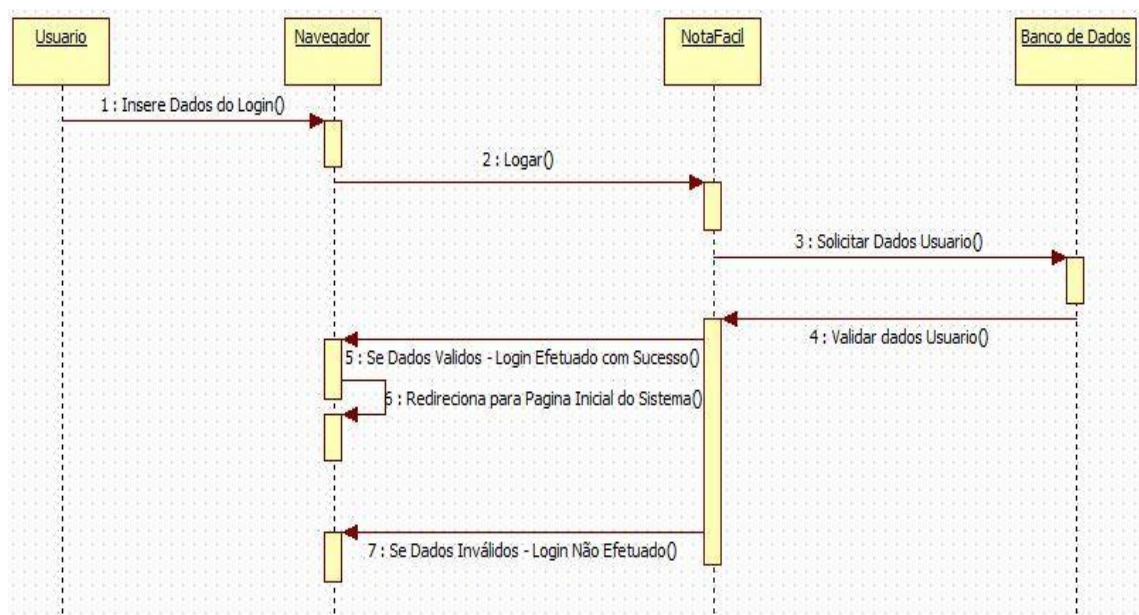 Usuario
Navegador
NotaFacil
Banco de Dados
1 : Insere Dados do Login()
2 : Logar()
3 : Solicitar Dados Usuario()
4 : Validar dados Usuario()
5 : Se Dados Validos - Login Efetuado com Sucesso()
6 : Redireciona para Pagina Inicial do Sistema()
7 : Se Dados Inválidos - Login Não Efetuado()